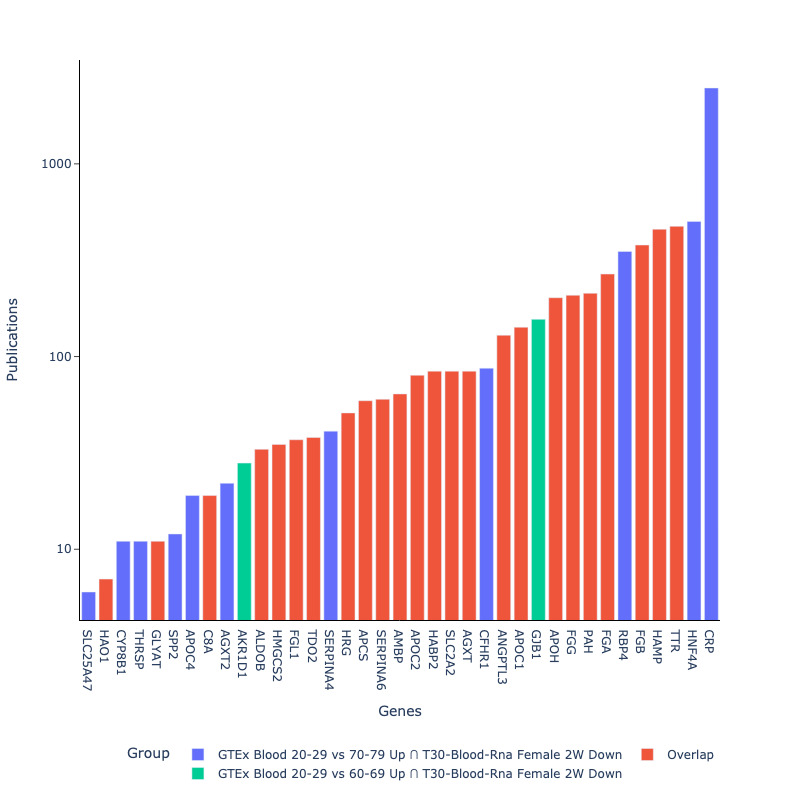 1000
100
10
Publications
SLC25A47
HAO1
CYP8B1
THRSP
GLYAT
SPP2
APOC4
C8A
AGXT2
AKR1D1
ALDOB
HMGCS2
FGL1
TDO2
SERPINA4
HRG
APCS
SERPINA6
AMBP
APOC2
HABP2
SLC2A2
AGXT
CFHR1
ANGPTL3
APOC1
GJB1
APOH
FGG
PAH
FGA
RBP4
FGB
HAMP
TTR
HNF4A
CRP
Genes
Group
GTEx Blood 20-29 vs 70-79 Up ∩ T30-Blood-Rna Female 2W Down
Overlap
GTEx Blood 20-29 vs 60-69 Up ∩ T30-Blood-Rna Female 2W Down